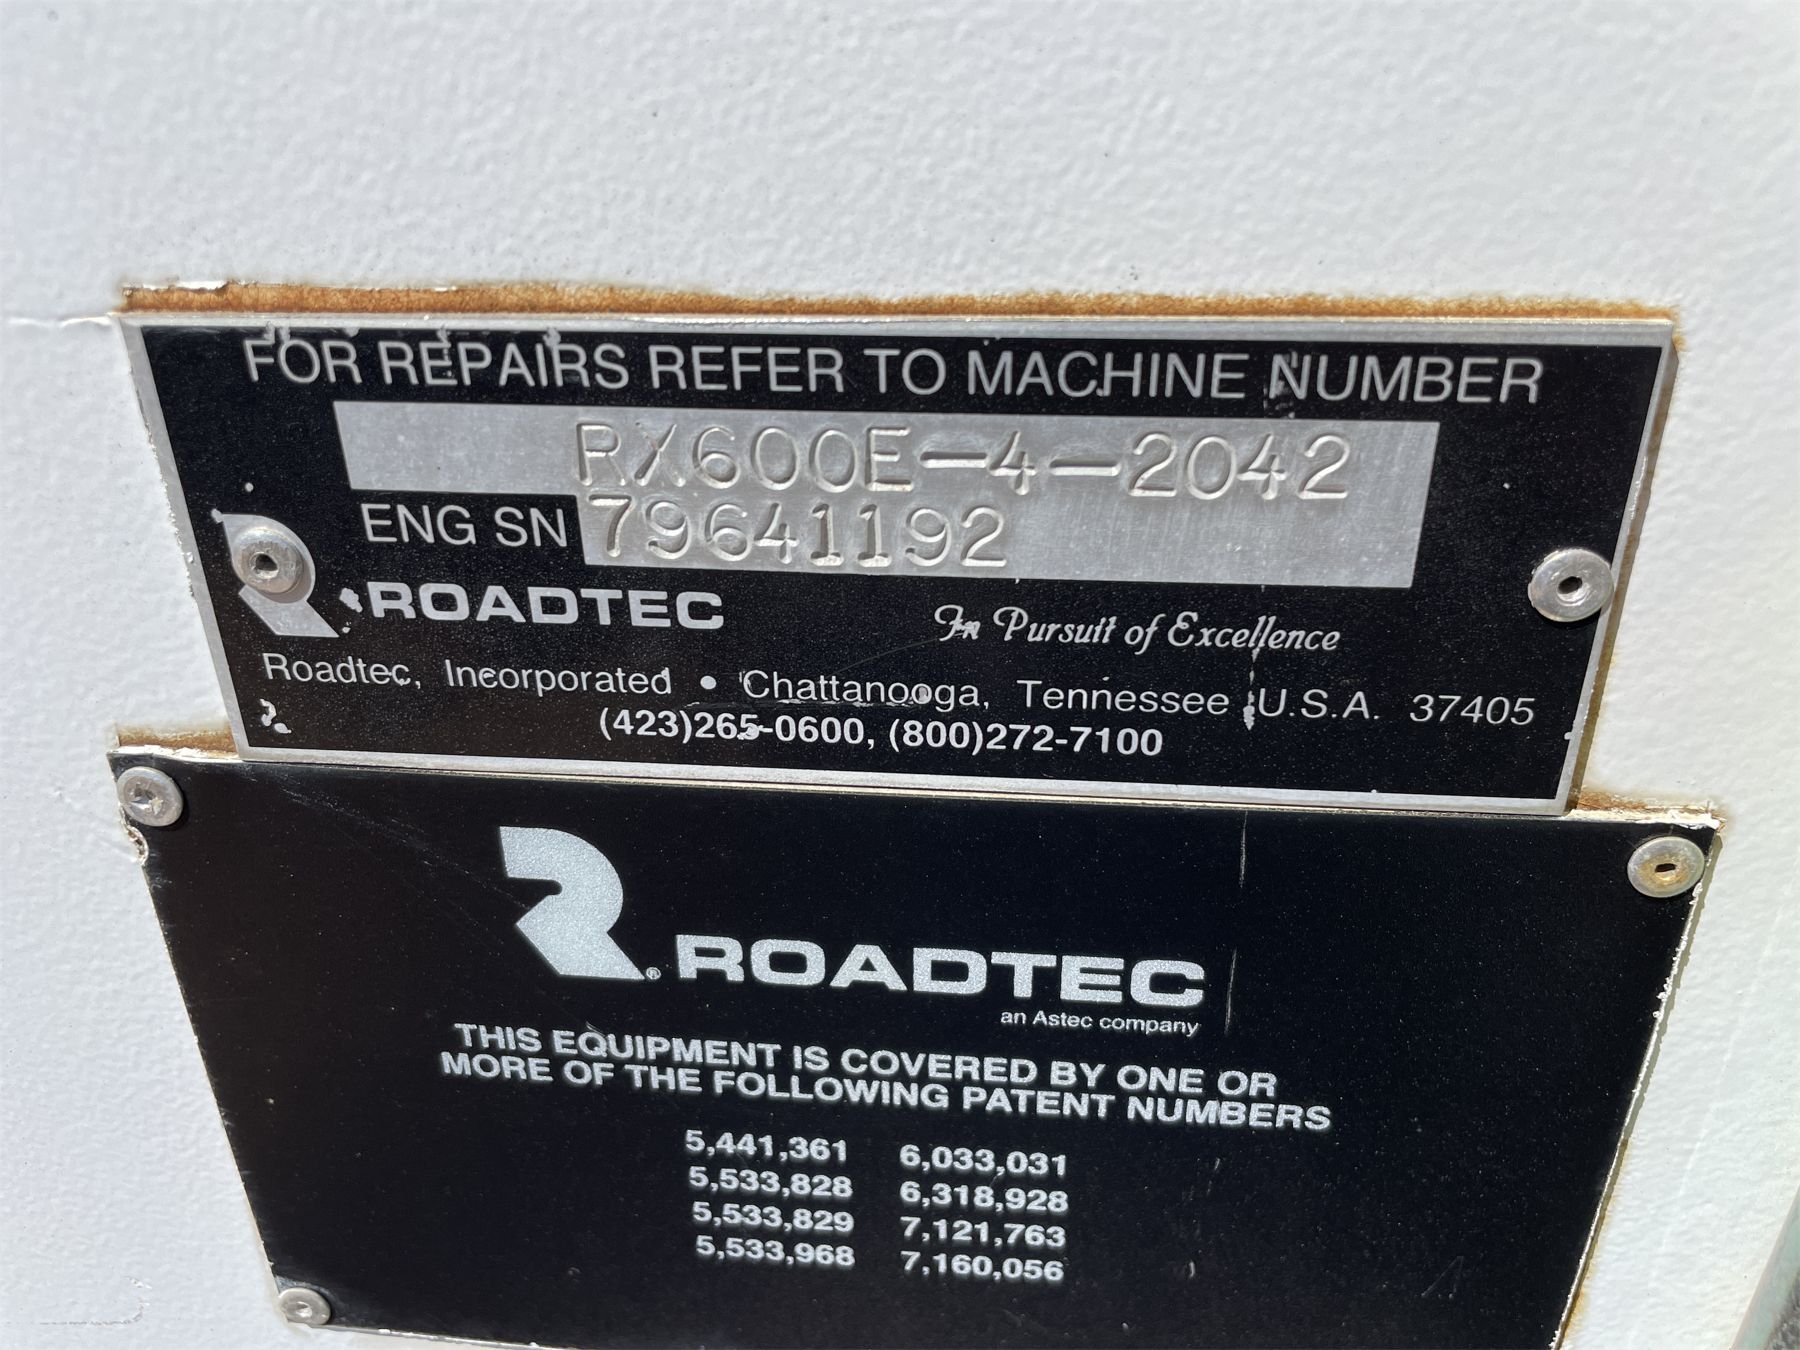 FOR REPAIRS REFER TO MACHINE NUMBER
RX600E-4-2042
ENG SN 79641192
ROADTEC
In Pursuit of Excellence
Roadtec, Incorporated • Chattanooga, Tennessee U.S.A. 37405
(423)265-0600, (800)272-7100
®
ROADTEC
an Astec company
THIS EQUIPMENT IS COVERED BY ONE OR
MORE OF THE FOLLOWING PATENT NUMBERS
5,441,361 6,033,031
5,533,828 6,318,928
5,533,829 7,121,763
5,533,968 7,160,056